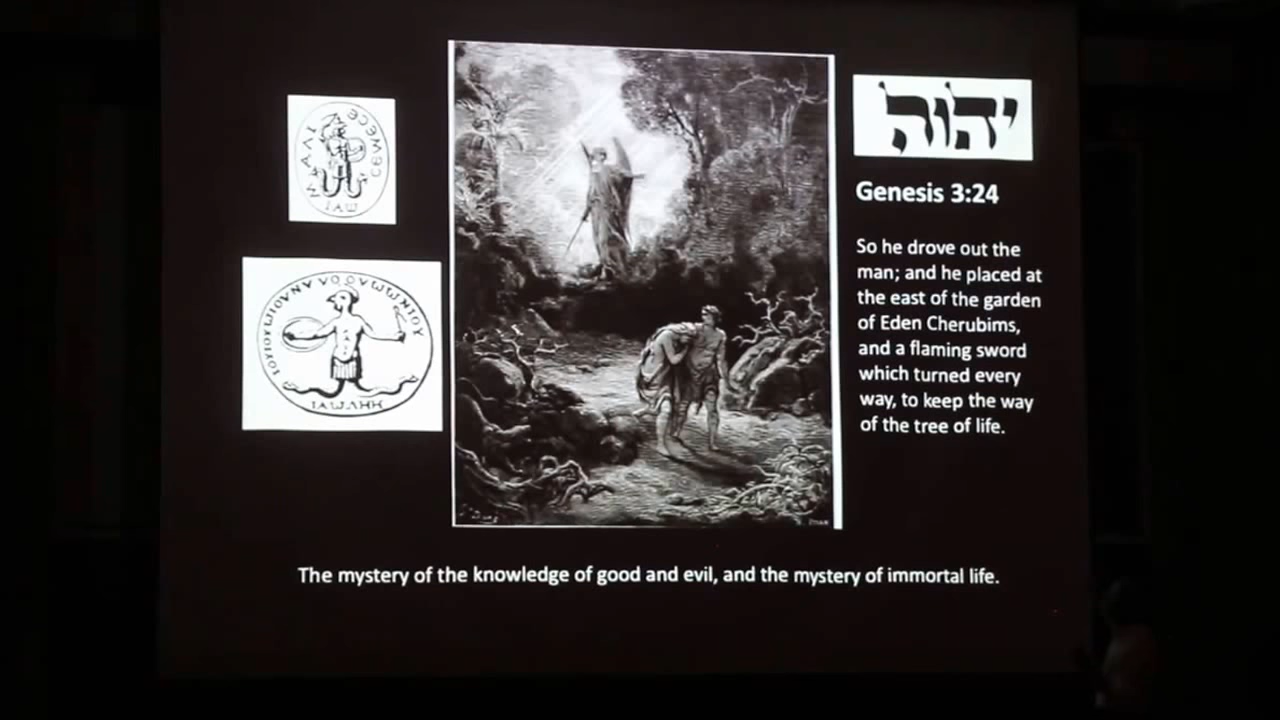 ΙΑω
יהוה
Genesis 3:24
So he drove out the
man; and he placed at
the east of the garden
of Eden Cherubims,
and a flaming sword
which turned every
way, to keep the way
of the tree of life.
The mystery of the knowledge of good and evil, and the mystery of immortal life.